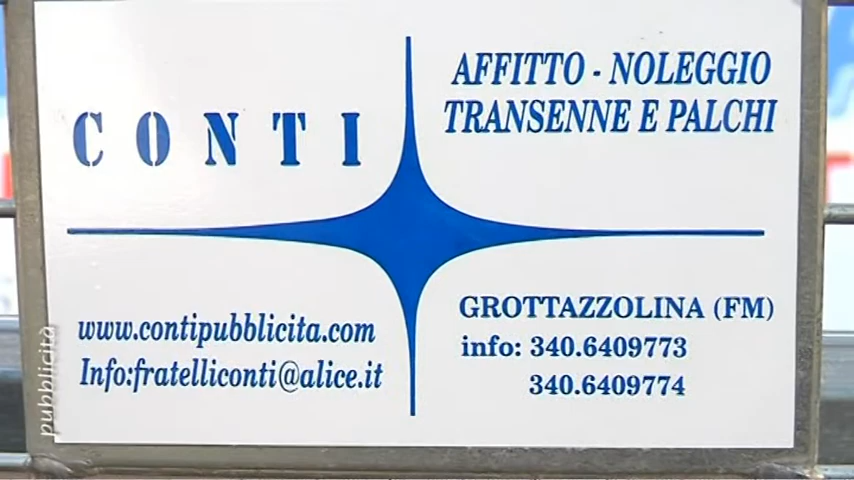 CONTI
AFFITTO - NOLEGGIO
TRANSENNE E PALCHI
www.contipubblicita.com
Info:fratelliconti@alice.it
GROTTAZZOLINA (FM)
info: 340.6409773
340.6409774
pubblicità